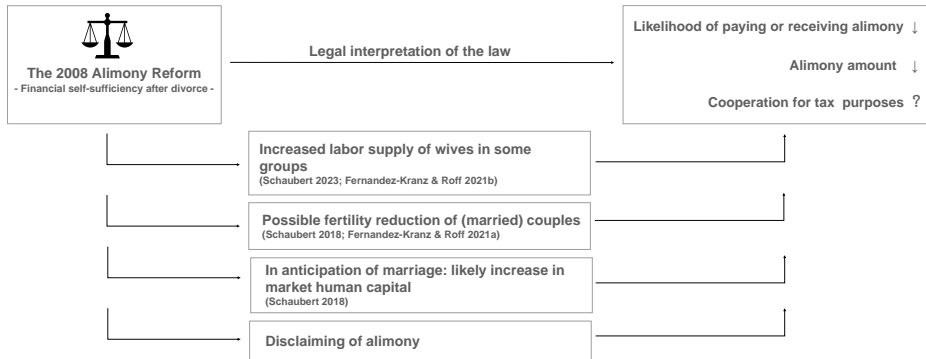 The 2008 Alimony Reform
- Financial self-sufficiency after divorce -
Legal interpretation of the law
Likelihood of paying or receiving alimony ↓
Alimony amount ↓
Cooperation for tax purposes ?
Increased labor supply of wives in some
groups
(Schaubert 2023; Fernandez-Kranz & Roff 2021b)
Possible fertility reduction of (married) couples
(Schaubert 2018; Fernandez-Kranz & Roff 2021a)
In anticipation of marriage: likely increase in
market human capital
(Schaubert 2018)
Disclaiming of alimony